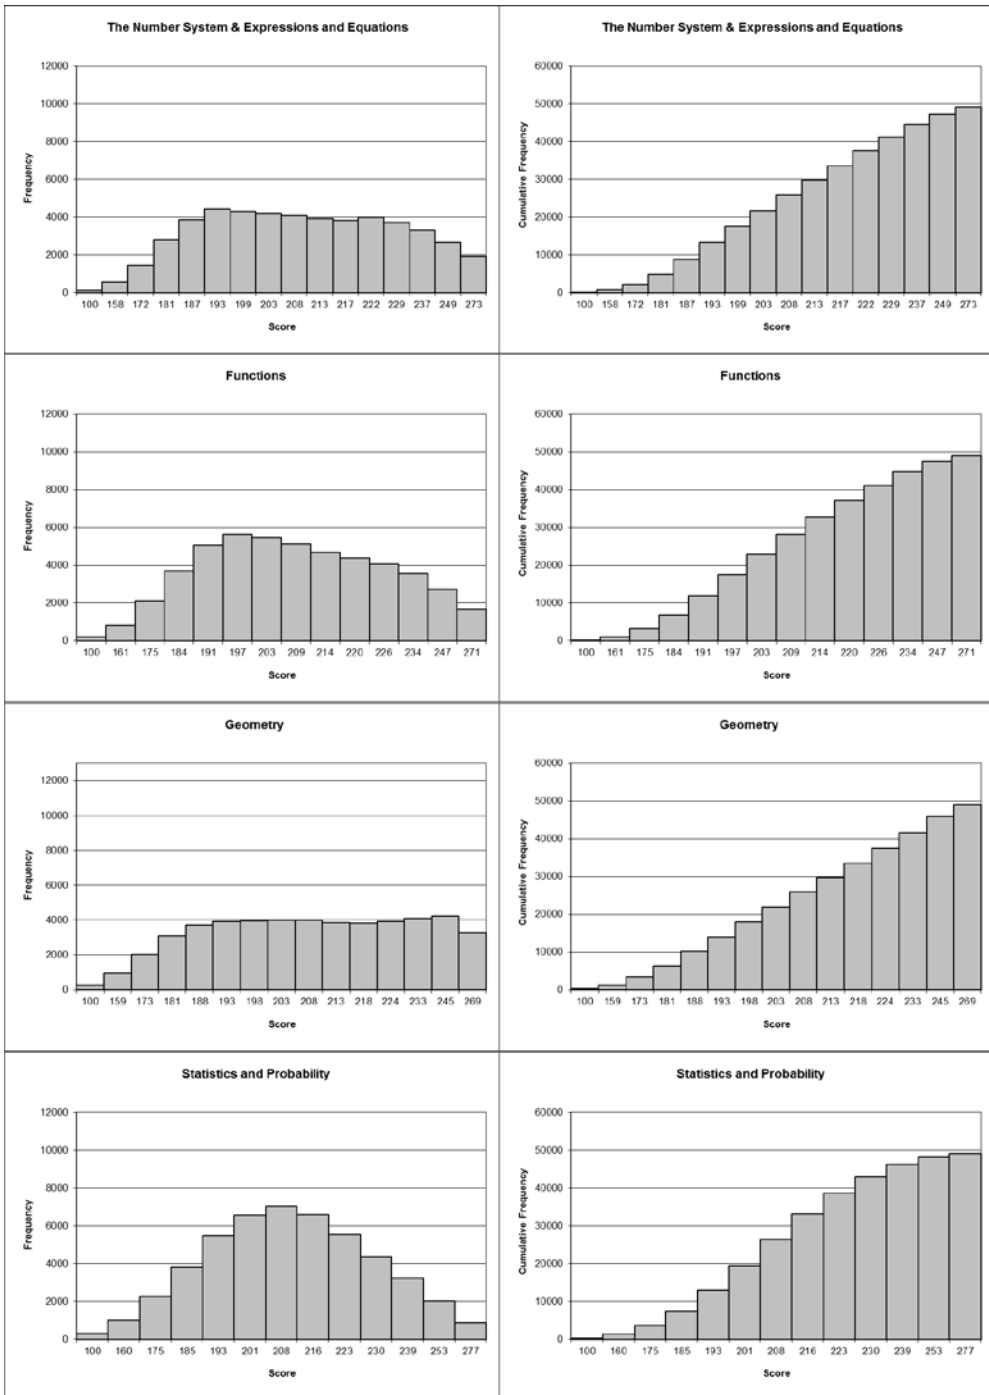 The Number System & Expressions and Equations
12000
10000
8000
6000
4000
2000
0
Frequency
100 158 172 181 187 193 199 203 208 213 217 222 229 237 249 273
Score
The Number System & Expressions and Equations
60000
50000
40000
30000
20000
10000
0
Cumulative Frequency
100 158 172 181 187 193 199 203 208 213 217 222 229 237 249 273
Score
Functions
12000
10000
8000
6000
4000
2000
0
Frequency
100 161 175 184 191 197 203 209 214 220 226 234 247 271
Score
Functions
60000
50000
40000
30000
20000
10000
0
Cumulative Frequency
100 161 175 184 191 197 203 209 214 220 226 234 247 271
Score
Geometry
12000
10000
8000
6000
4000
2000
0
Frequency
100 159 173 181 188 193 198 203 208 213 218 224 233 245 269
Score
Geometry
60000
50000
40000
30000
20000
10000
0
Cumulative Frequency
100 159 173 181 188 193 198 203 208 213 218 224 233 245 269
Score
Statistics and Probability
12000
10000
8000
6000
4000
2000
0
Frequency
100 160 175 185 193 201 208 216 223 230 239 253 277
Score
Statistics and Probability
60000
50000
40000
30000
20000
10000
0
Cumulative Frequency
100 160 175 185 193 201 208 216 223 230 239 253 277
Score